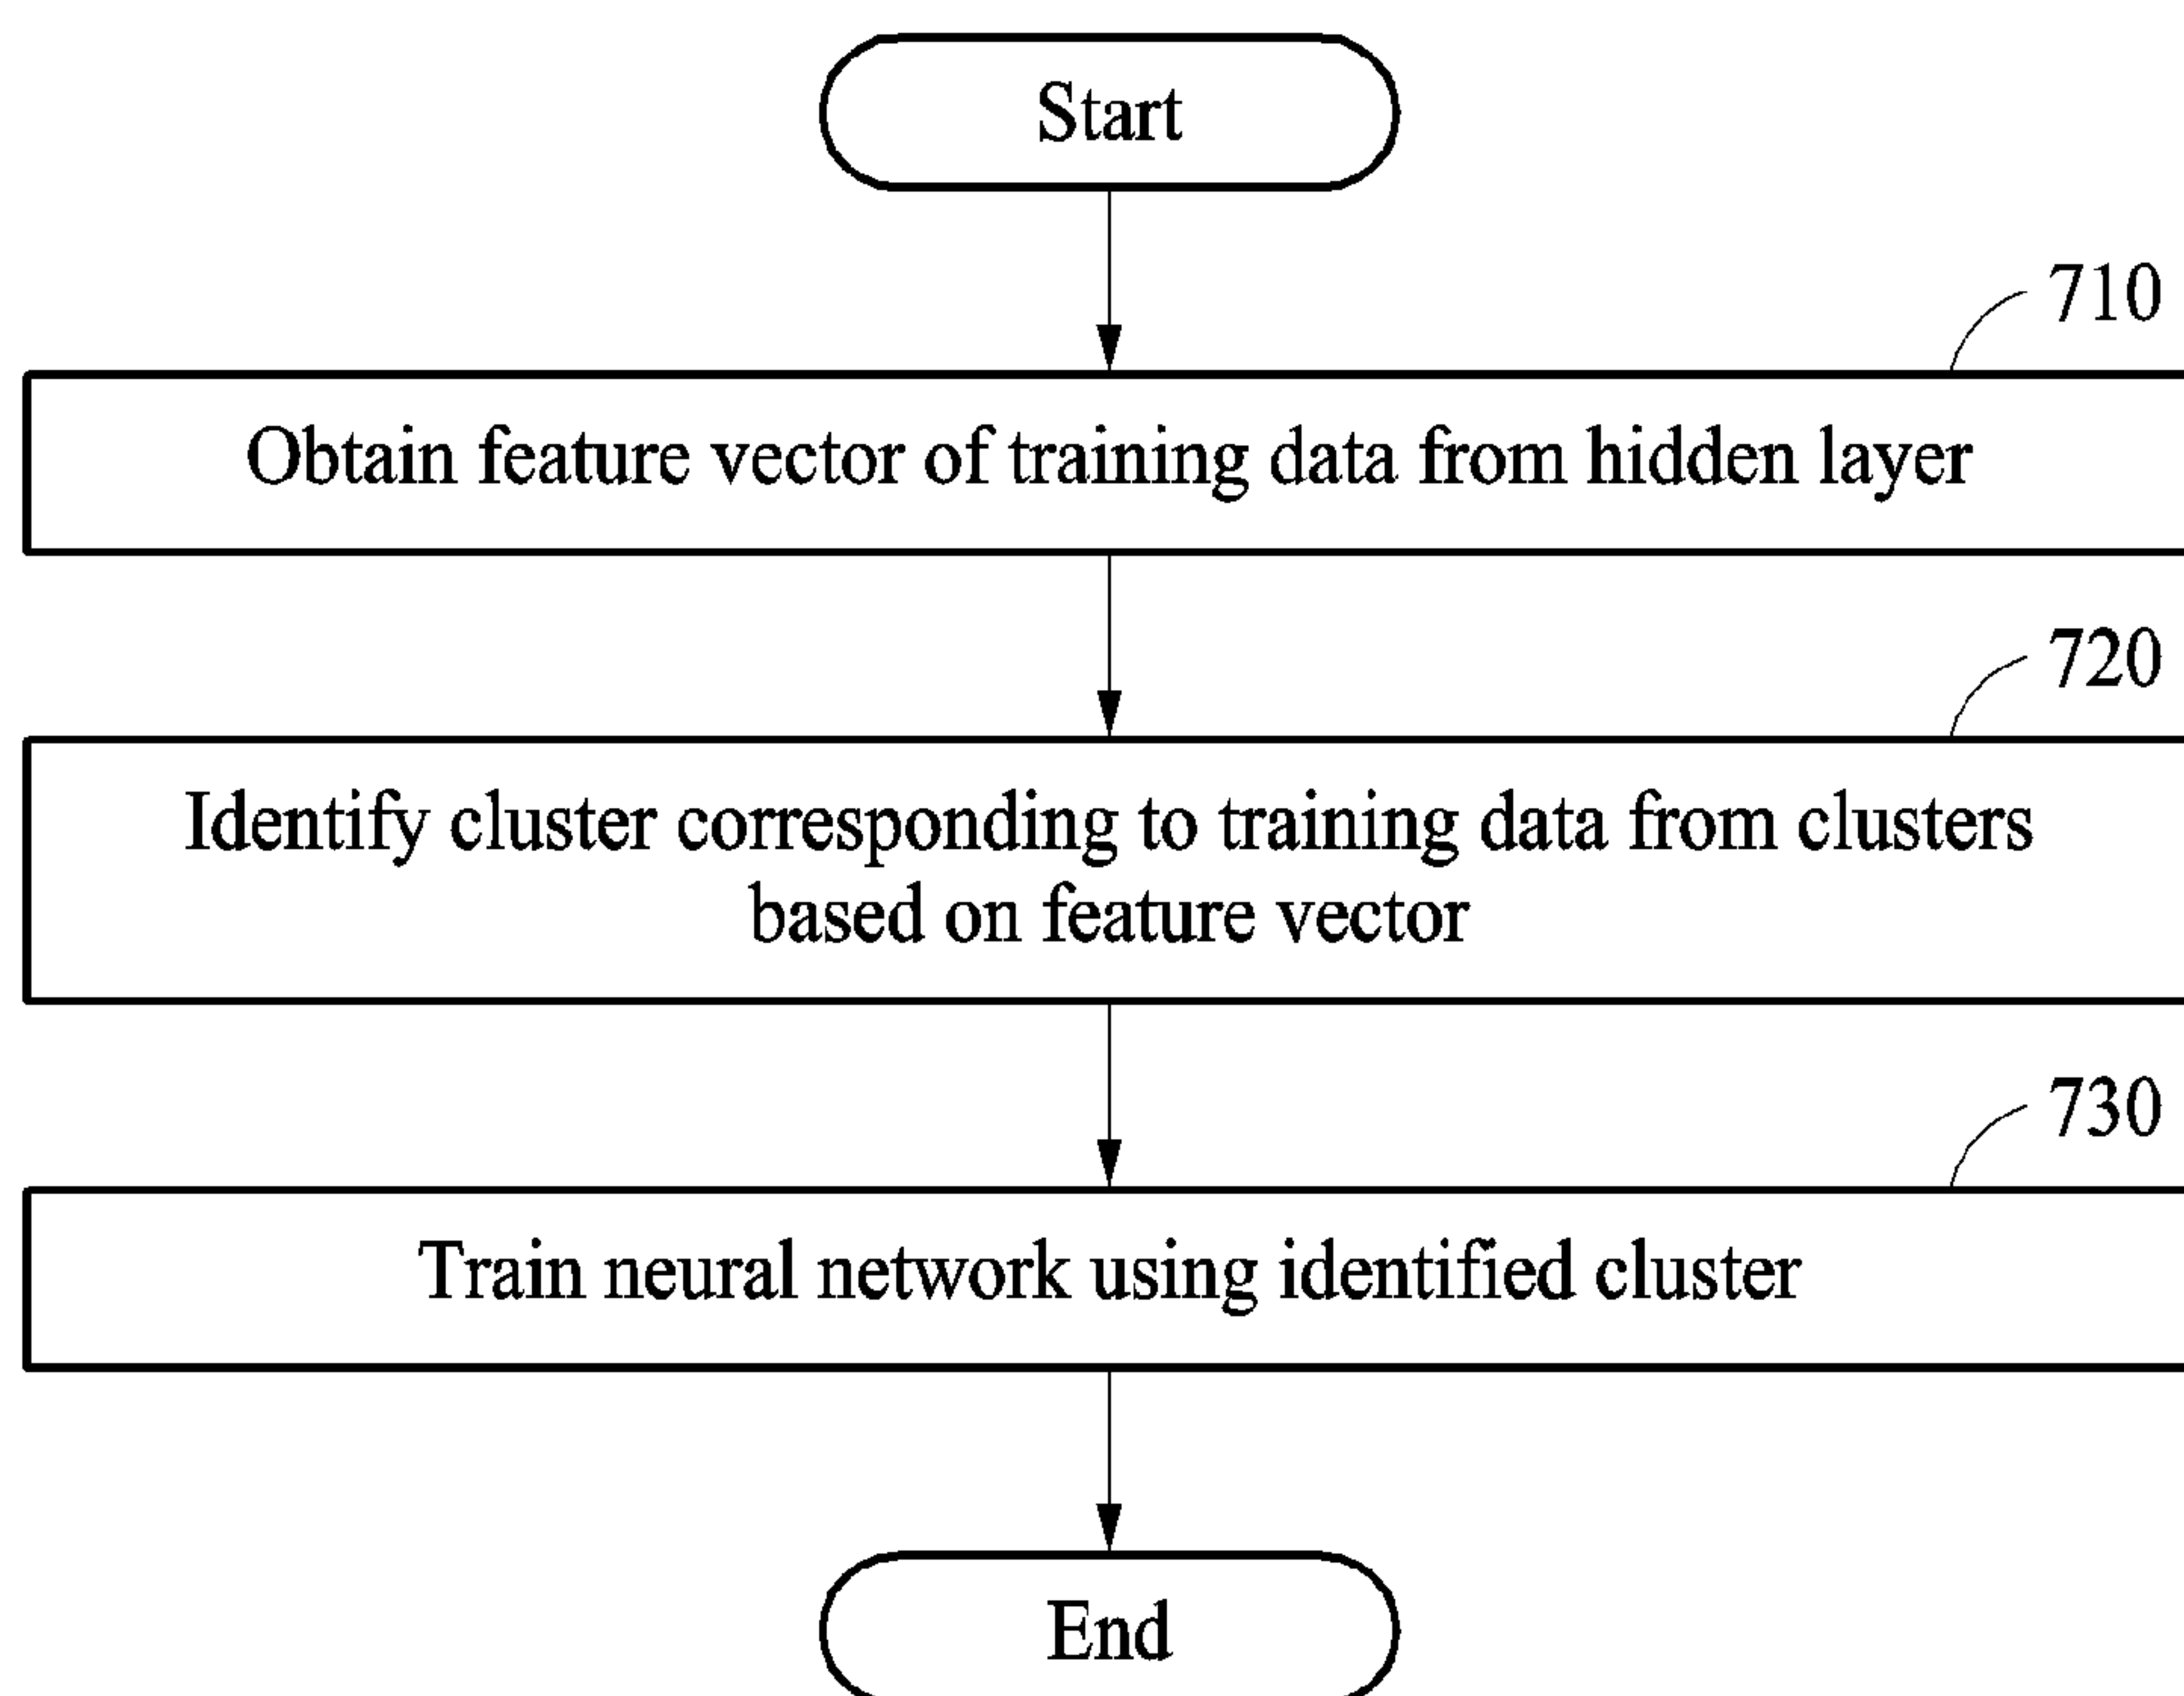 Start
710
Obtain feature vector of training data from hidden layer
720
Identify cluster corresponding to training data from clusters
based on feature vector
730
Train neural network using identified cluster
End